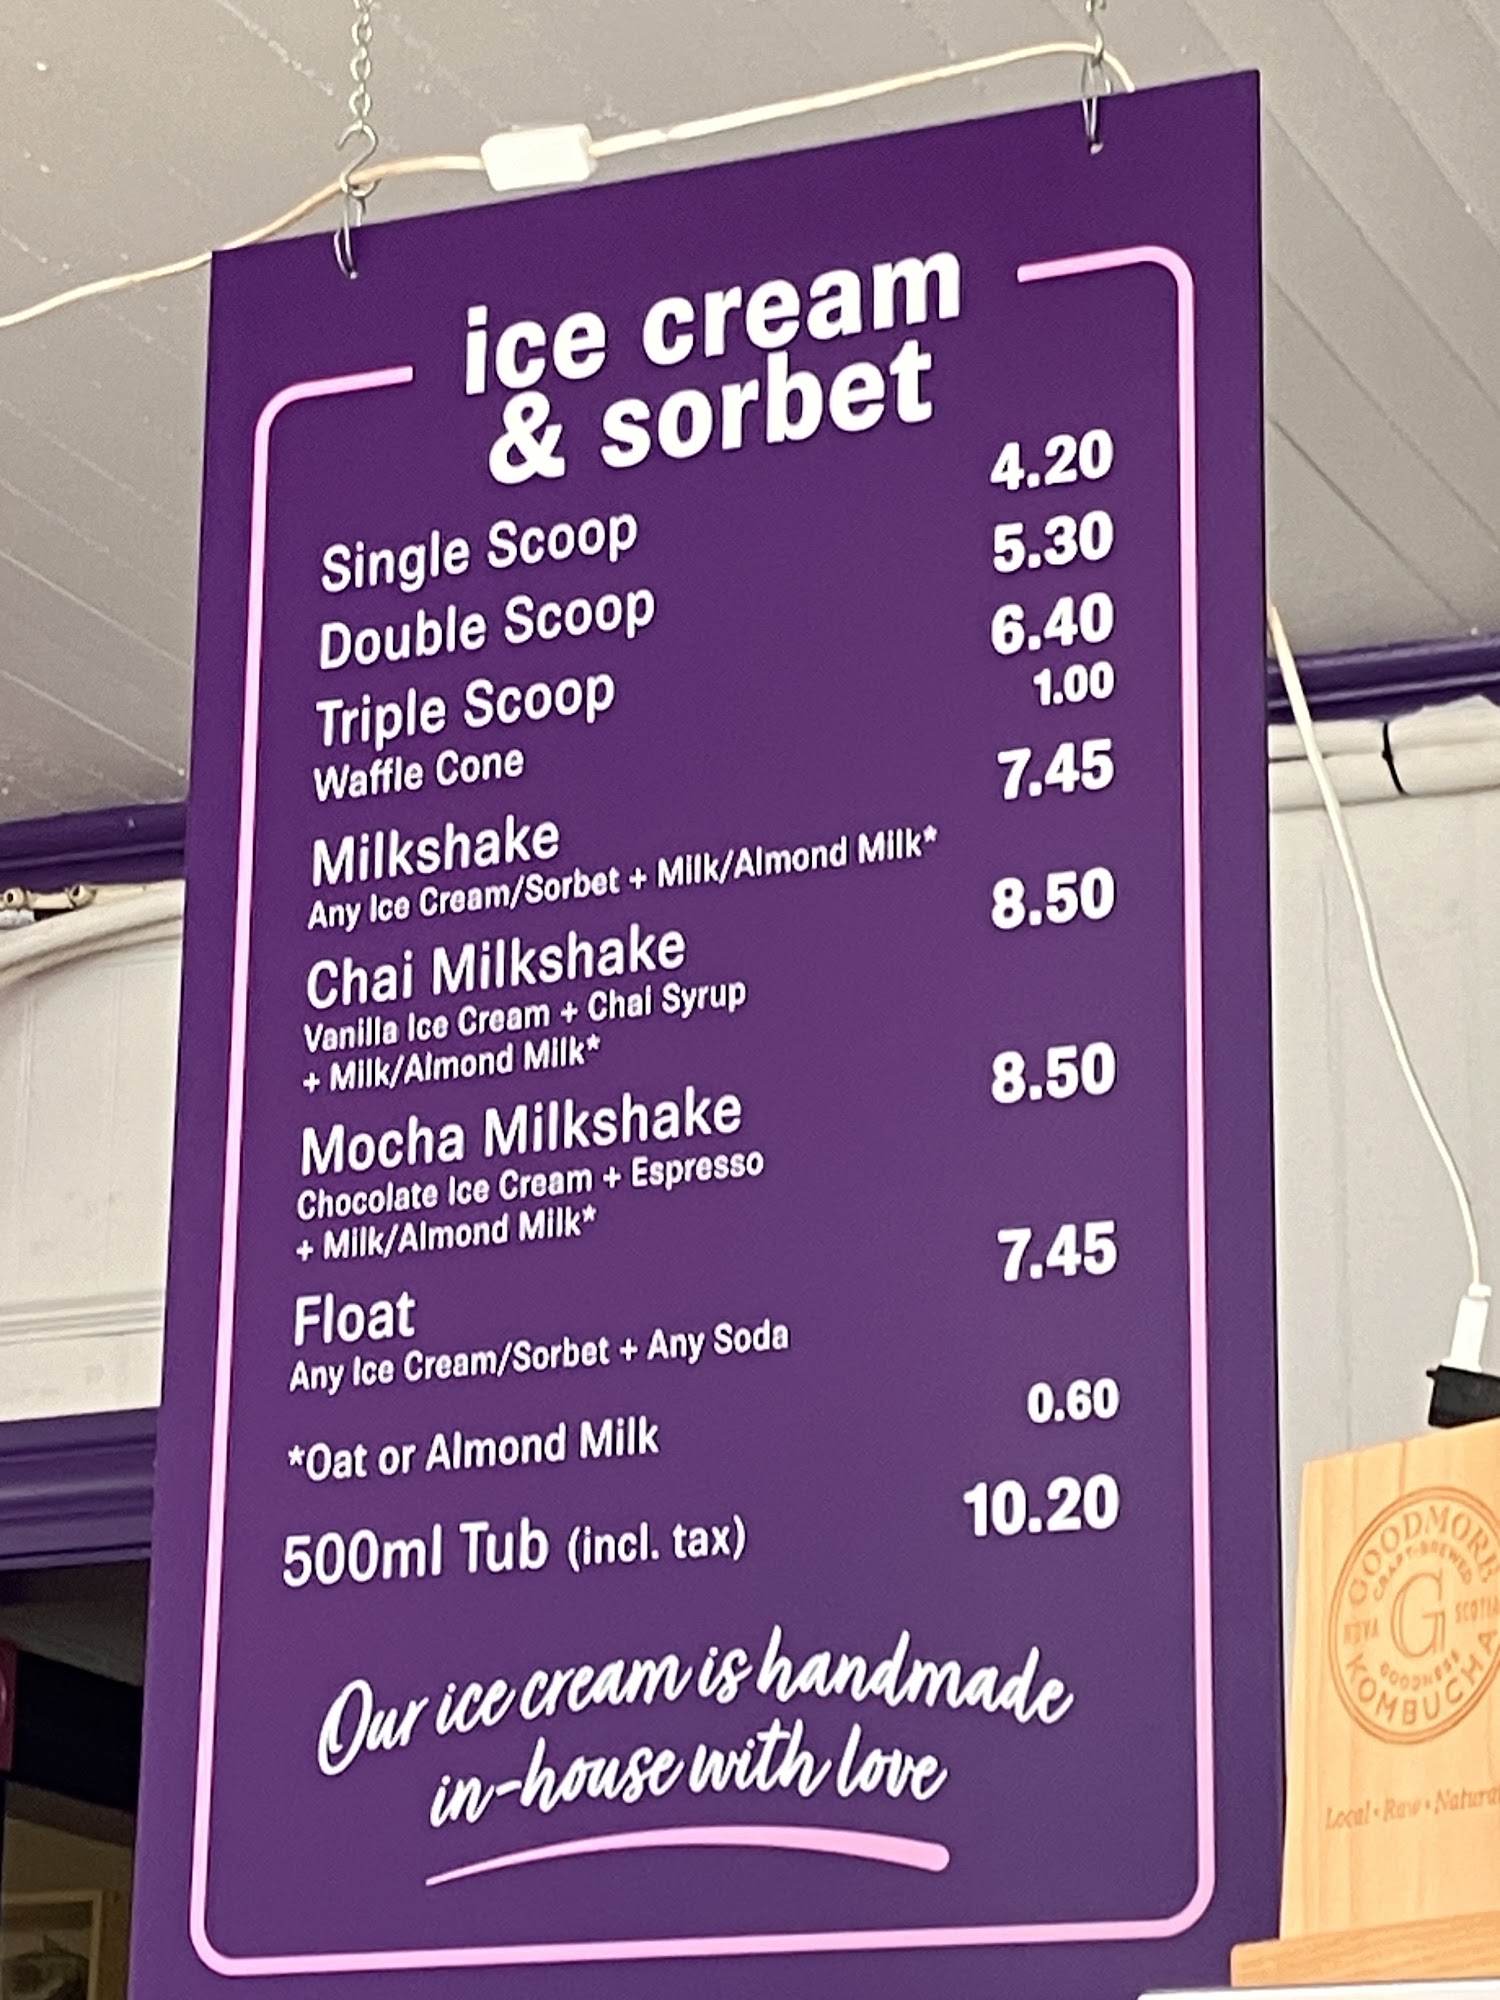 ice cream
& sorbet
Single Scoop 4.20
Double Scoop 5.30
Triple Scoop 6.40
Waffle Cone 1.00
Milkshake 7.45
Any Ice Cream/Sorbet + Milk/Almond Milk*
Chai Milkshake 8.50
Vanilla Ice Cream + Chai Syrup
+ Milk/Almond Milk*
Mocha Milkshake 8.50
Chocolate Ice Cream + Espresso
+ Milk/Almond Milk*
Float 7.45
Any Ice Cream/Sorbet + Any Soda
*Oat or Almond Milk 0.60
500ml Tub (incl. tax) 10.20
Our ice cream is handmade
in-house with love
CRAFT-BREWED
NOVA G SCOTIA
GOODNESS
KOMBUCHA
Local • Raw •